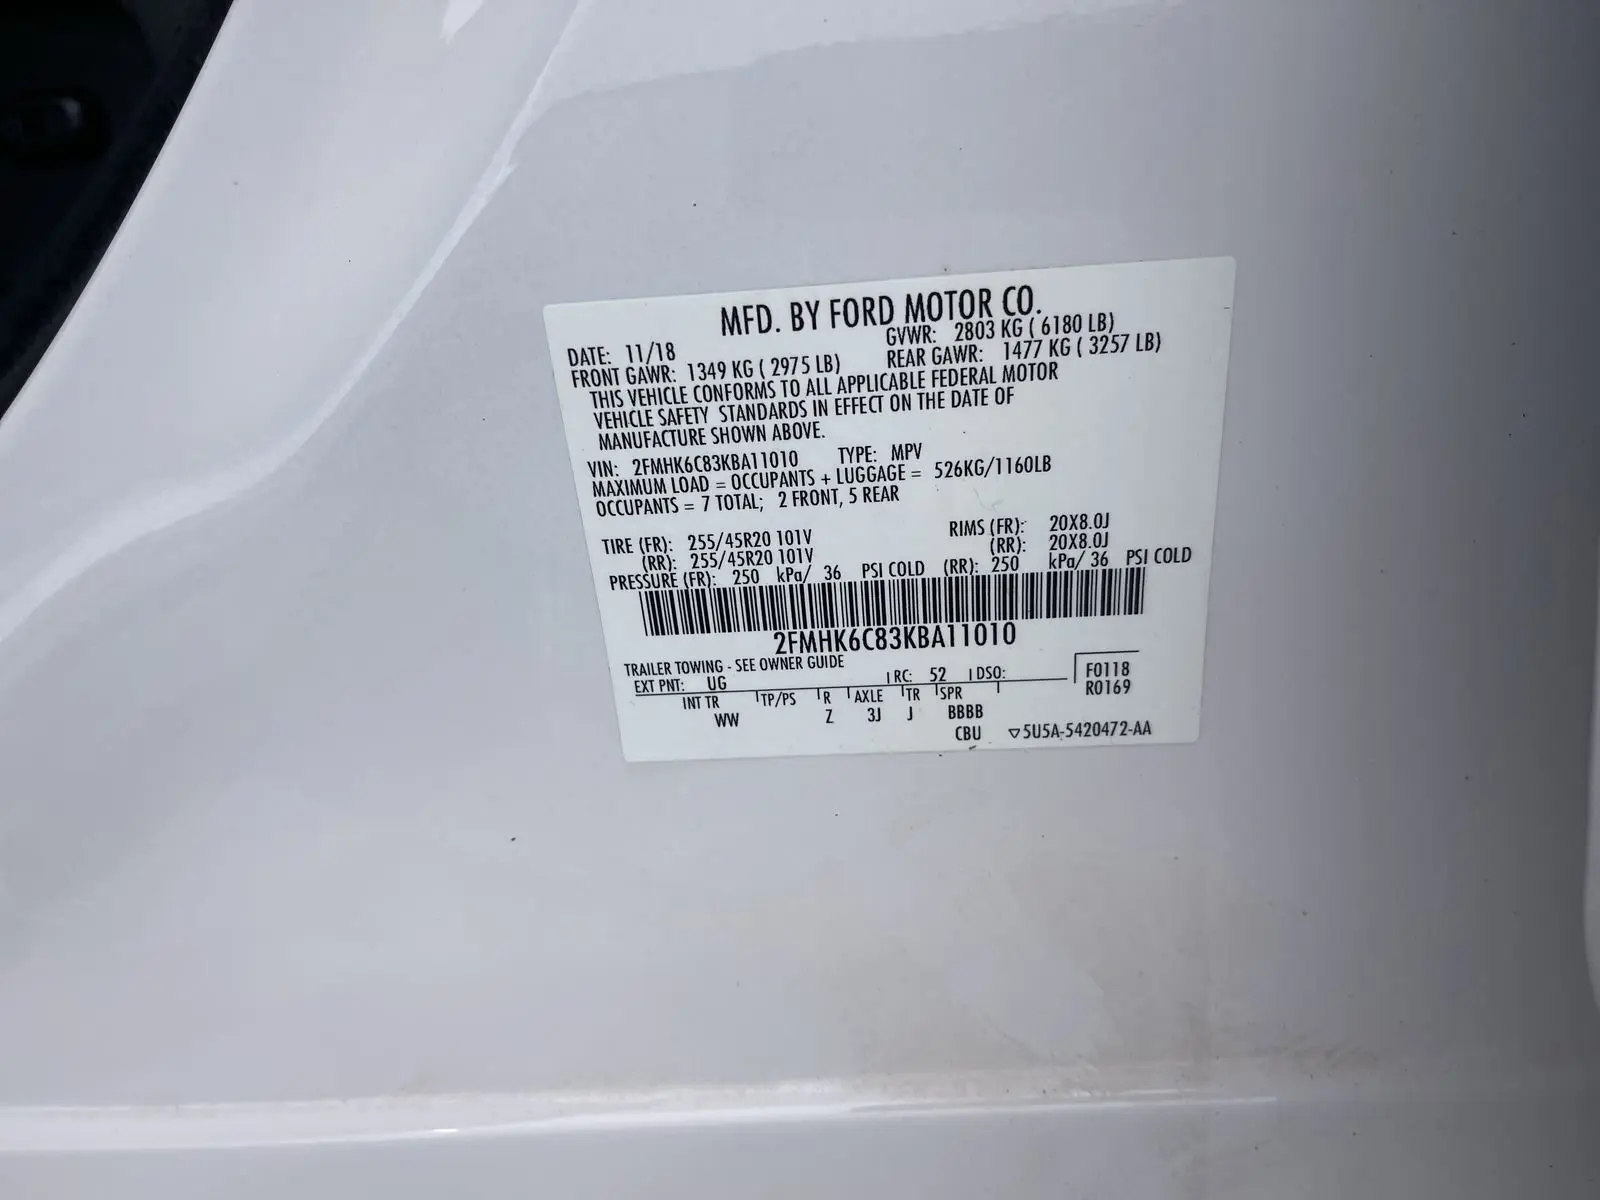 MFD. BY FORD MOTOR CO.
DATE: 11/18 GVWR: 2803 KG ( 6180 LB)
FRONT GAWR: 1349 KG ( 2975 LB) REAR GAWR: 1477 KG ( 3257 LB)
THIS VEHICLE CONFORMS TO ALL APPLICABLE FEDERAL MOTOR
VEHICLE SAFETY STANDARDS IN EFFECT ON THE DATE OF
MANUFACTURE SHOWN ABOVE.
VIN: 2FMHK6C83KBA11010 TYPE: MPV
MAXIMUM LOAD = OCCUPANTS + LUGGAGE = 526KG/1160LB
OCCUPANTS = 7 TOTAL; 2 FRONT, 5 REAR
TIRE (FR): 255/45R20 101V RIMS (FR): 20X8.0J
(RR): 255/45R20 101V (RR): 20X8.0J
PRESSURE (FR): 250 kPa/ 36 PSI COLD (RR): 250 kPa/ 36 PSI COLD
2FMHK6C83KBA11010
TRAILER TOWING - SEE OWNER GUIDE
EXT PNT: UG RC: 52 DSO: F0118
R0169
INT TR TP/PS R AXLE TR SPR
WW Z 3J J BBBB
CBU ▽5U5A-5420472-AA